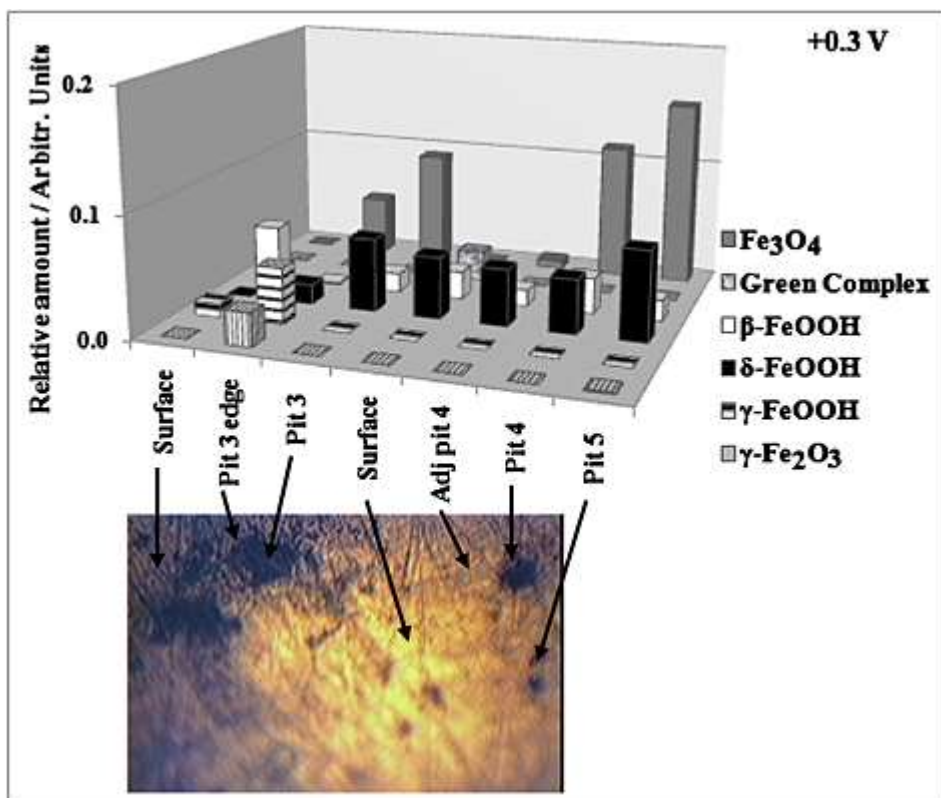 +0.3 V
Relative amount / Arbitr. Units
0.2
0.1
0.0
Fe₃O₄
Green Complex
β-FeOOH
δ-FeOOH
γ-FeOOH
γ-Fe₂O₃
Surface
Pit 3 edge
Pit 3
Surface
Adj pit 4
Pit 4
Pit 5